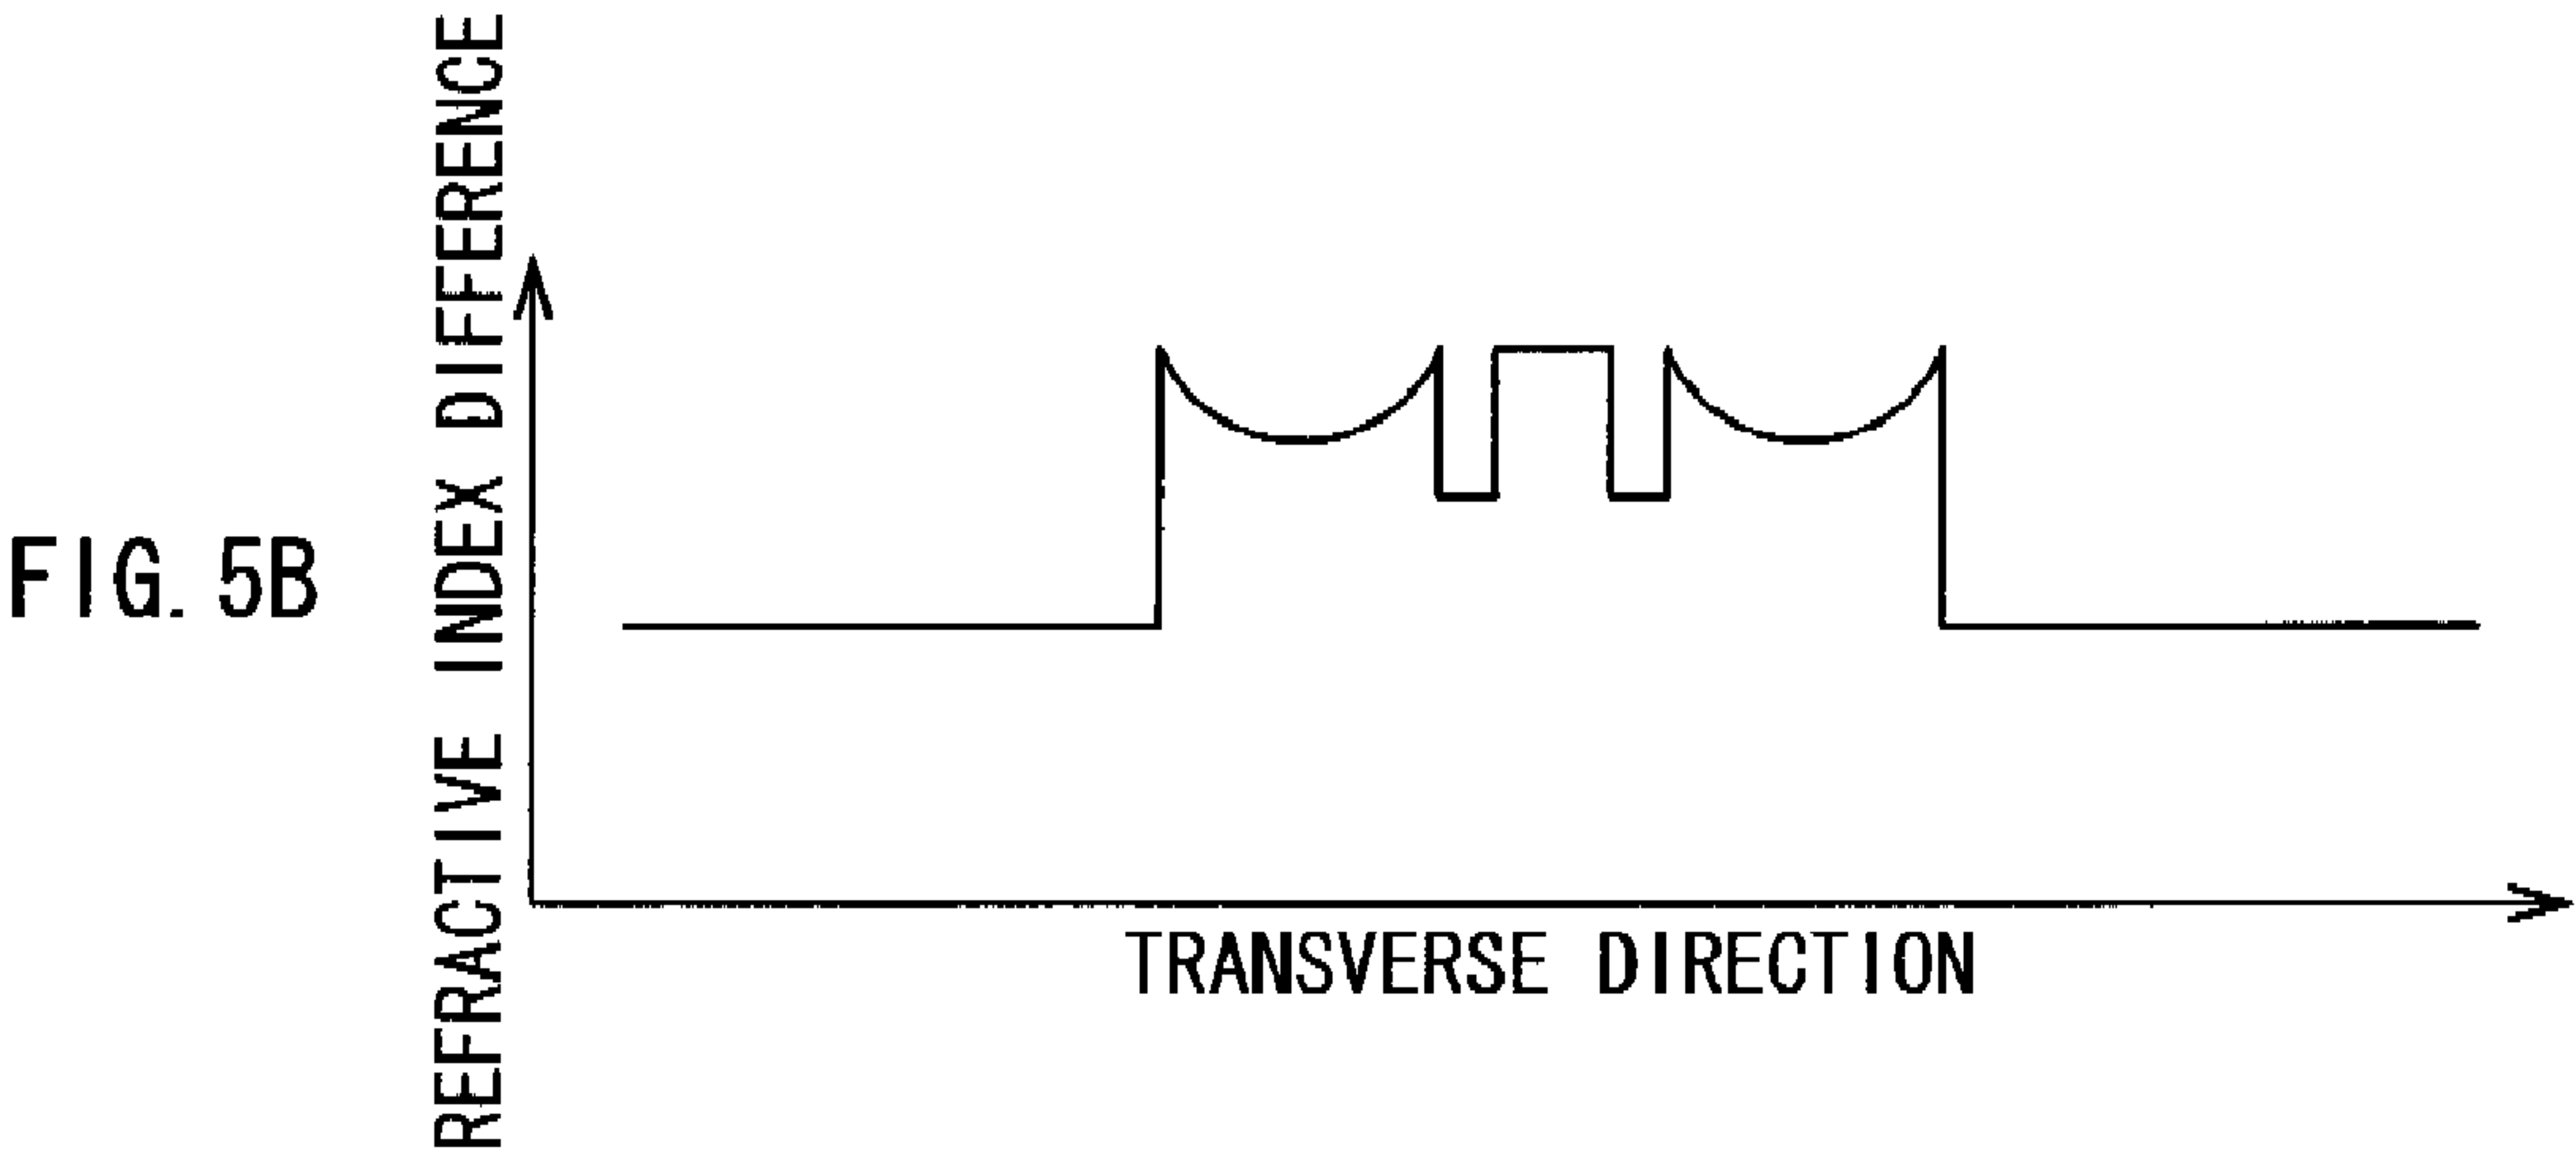 FIG. 5B
REFRACTIVE INDEX DIFFERENCE
TRANSVERSE DIRECTION